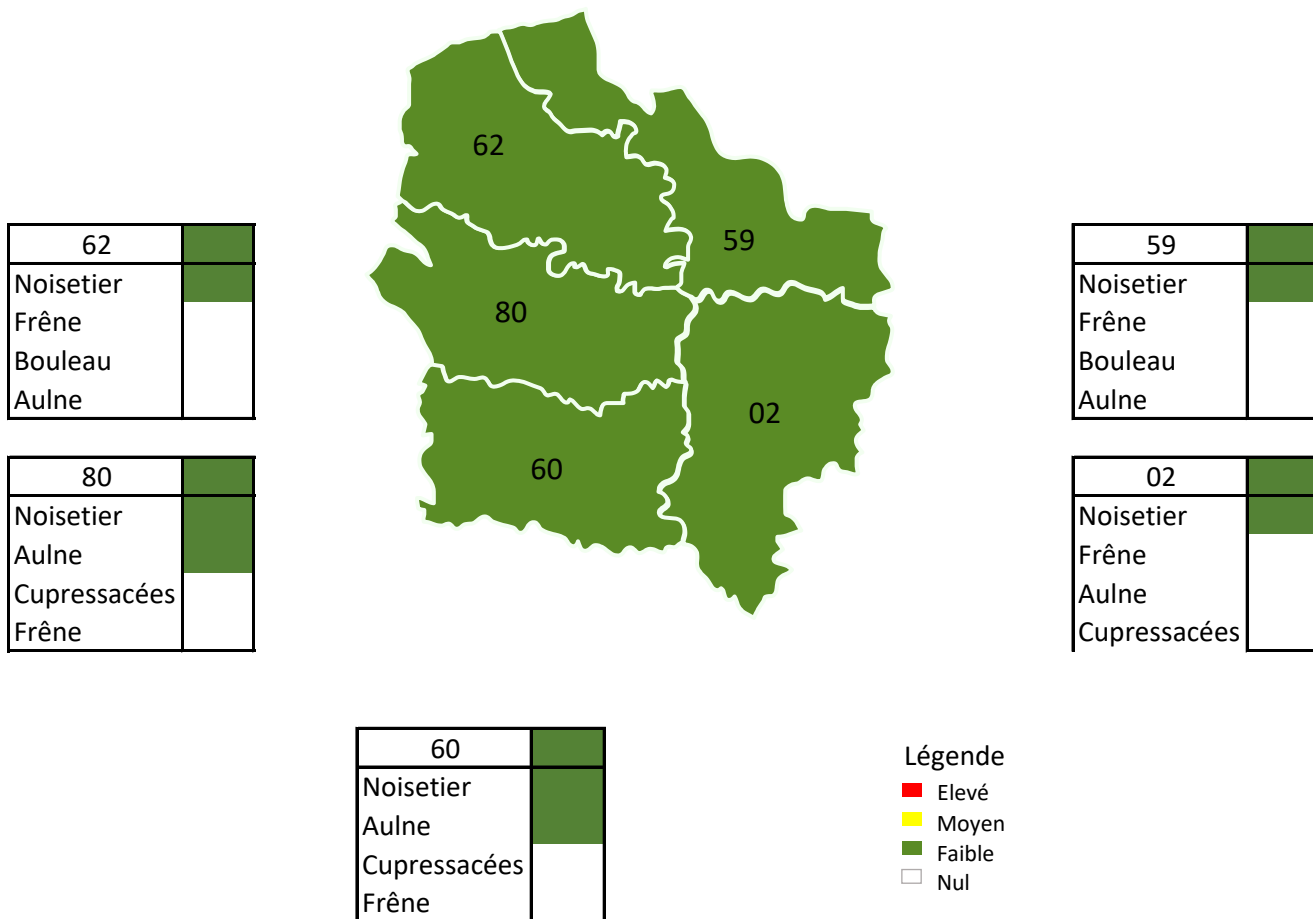 62
59
80
02
60
62
Noisetier
Frêne
Bouleau
Aulne
59
Noisetier
Frêne
Bouleau
Aulne
80
Noisetier
Aulne
Cupressacées
Frêne
02
Noisetier
Frêne
Aulne
Cupressacées
60
Noisetier
Aulne
Cupressacées
Frêne
Légende
Elevé
Moyen
Faible
Nul